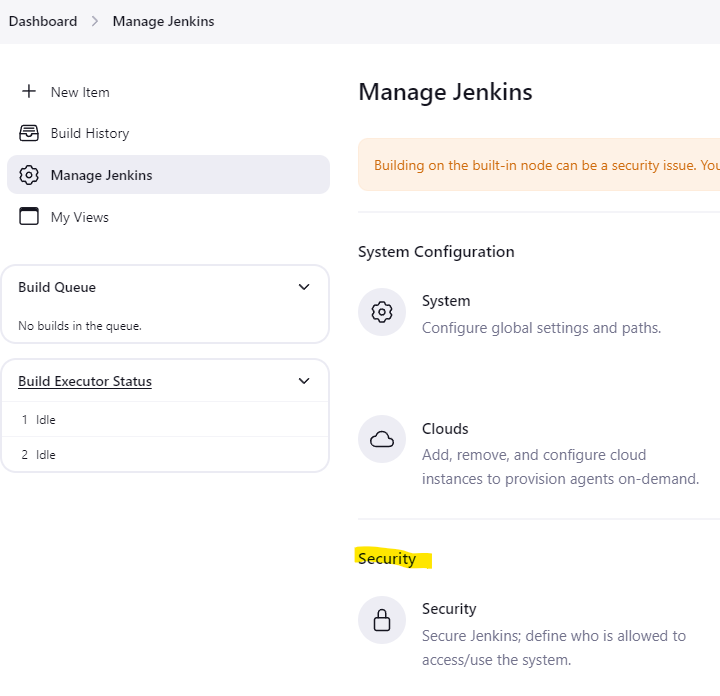 Dashboard > Manage Jenkins
New Item
Build History
Manage Jenkins
My Views
Build Queue
No builds in the queue.
Build Executor Status
1 Idle
2 Idle
Manage Jenkins
Building on the built-in node can be a security issue. You
System Configuration
System
Configure global settings and paths.
Clouds
Add, remove, and configure cloud
instances to provision agents on-demand.
Security
Security
Secure Jenkins; define who is allowed to
access/use the system.